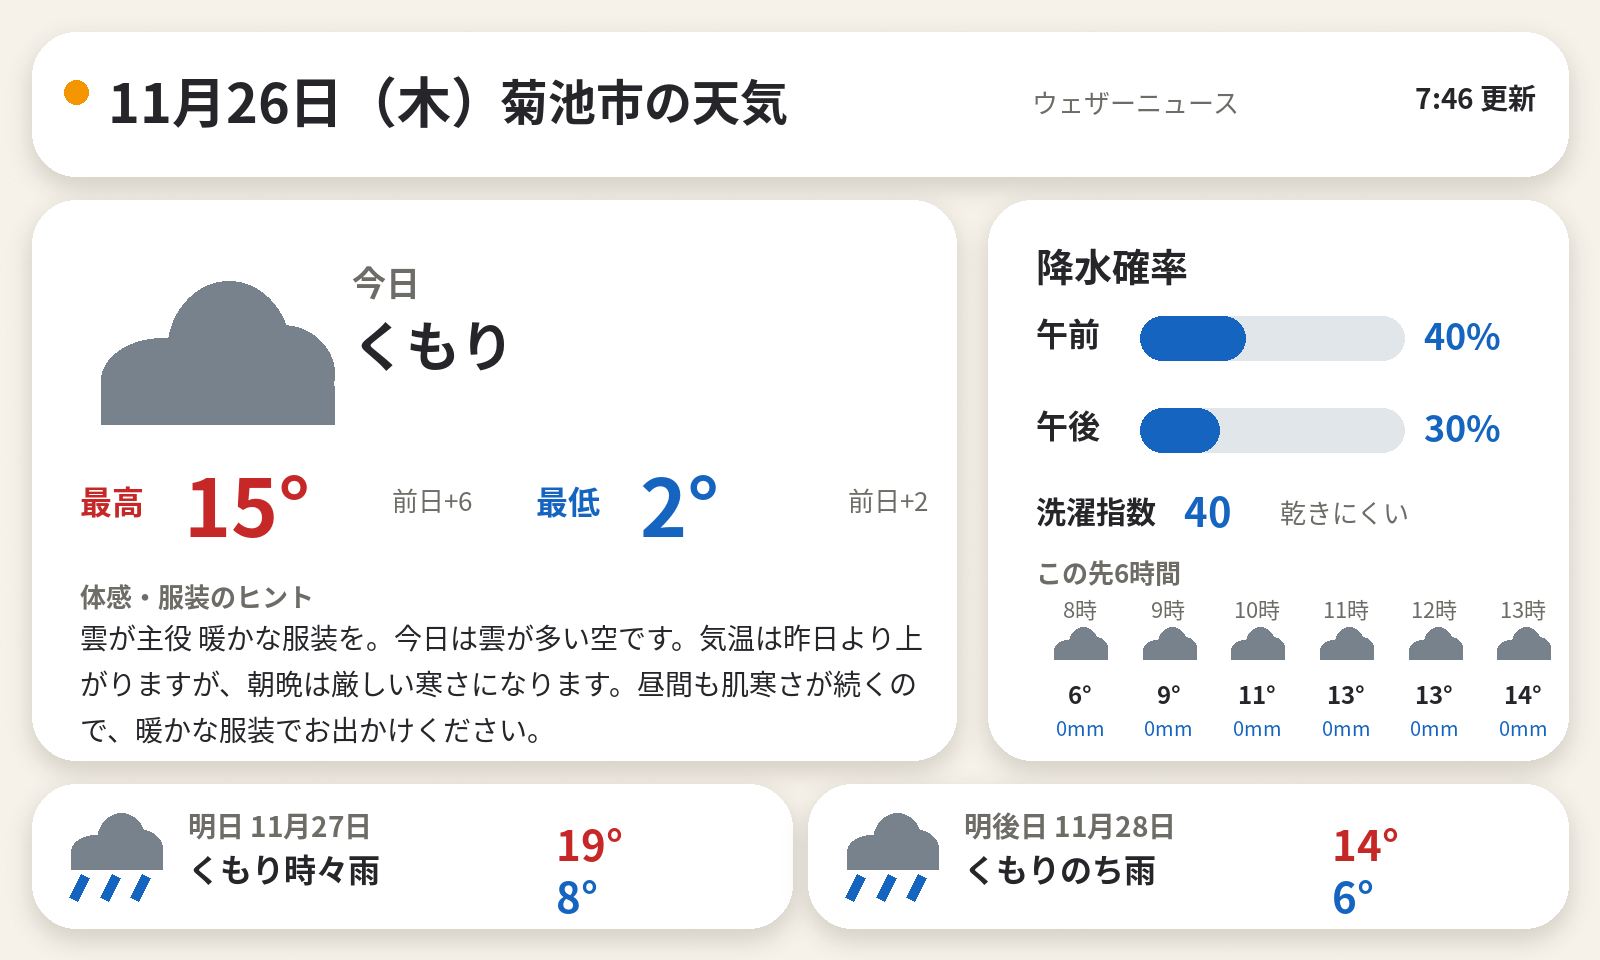 11月26日（木）菊池市の天気
ウェザーニュース
7:46 更新
今日
くもり
最高 15° 前日+6 最低 2° 前日+2
体感・服装のヒント
雲が主役 暖かな服装を。今日は雲が多い空です。気温は昨日より上
がりますが、朝晩は厳しい寒さになります。昼間も肌寒さが続くの
で、暖かな服装でお出かけください。
降水確率
午前 40%
午後 30%
洗濯指数 40 乾きにくい
この先6時間
8時 9時 10時 11時 12時 13時
6° 9° 11° 13° 13° 14°
0mm 0mm 0mm 0mm 0mm 0mm
明日 11月27日
くもり時々雨
19°
8°
明後日 11月28日
くもりのち雨
14°
6°